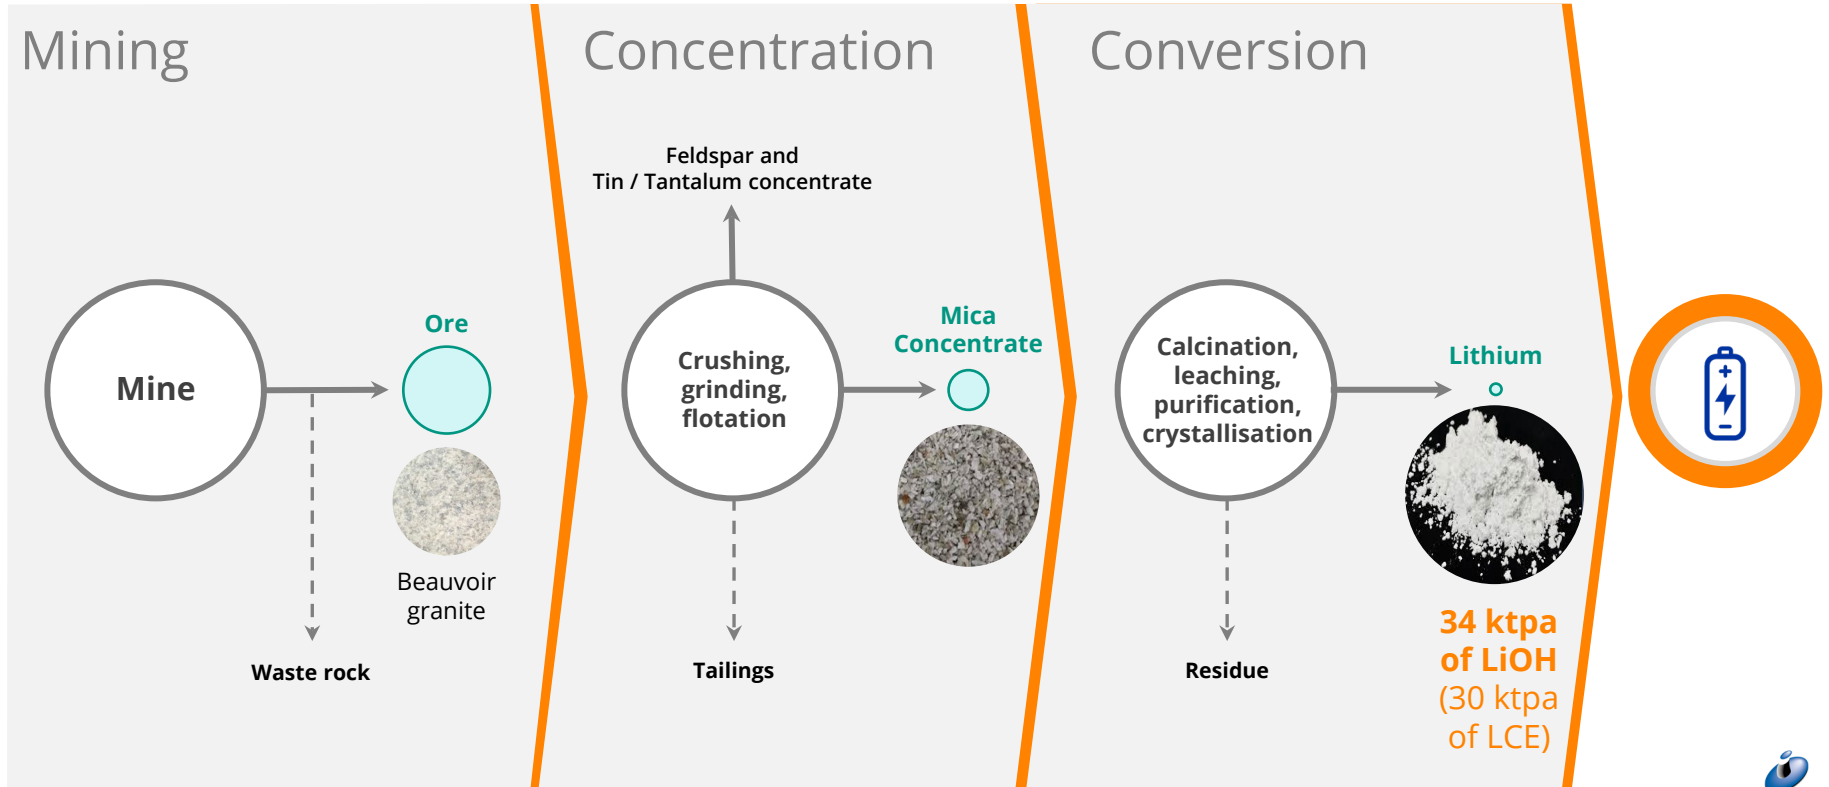 Mining
Mine
Ore
Beauvoir
granite
Waste rock
Concentration
Feldspar and
Tin / Tantalum concentrate
Crushing,
grinding,
flotation
Mica
Concentrate
Tailings
Conversion
Calcination,
leaching,
purification,
crystallisation
Lithium
Residue
34 ktpa
of LiOH
(30 ktpa
of LCE)